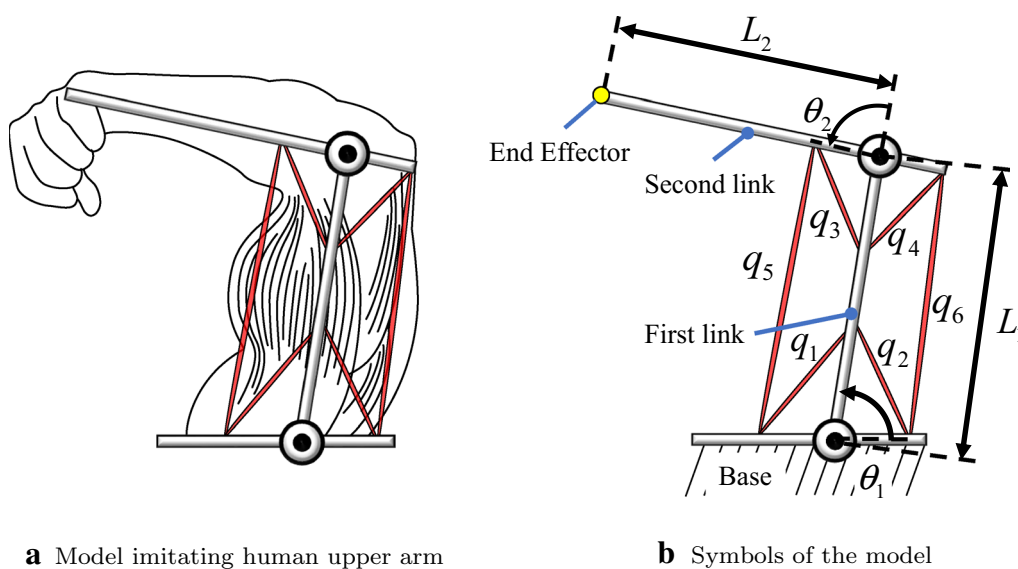 L₂
θ₂
End Effector
Second link
q₃
q₄
q₅
q₆
L
First link
q₁
q₂
Base
θ₁
a Model imitating human upper arm
b Symbols of the model